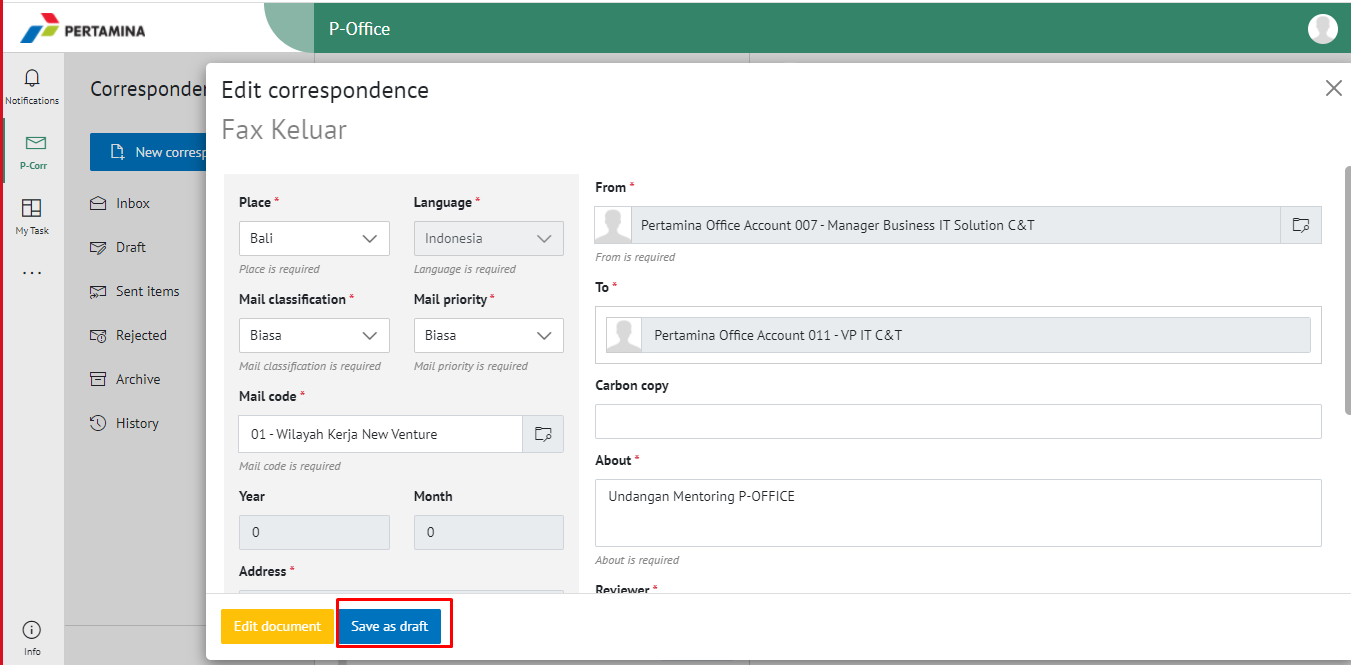 PERTAMINA
P-Office
Notifications
P-Corr
My Task
Info
Corresponden
New corresp
Inbox
Draft
Sent items
Rejected
Archive
History
Edit correspondence
Fax Keluar
Place *
Language *
Bali
Indonesia
Place is required
Language is required
Mail classification *
Mail priority *
Biasa
Biasa
Mail classification is required
Mail priority is required
Mail code *
01 - Wilayah Kerja New Venture
Mail code is required
Year
Month
0
0
Address *
From *
Pertamina Office Account 007 - Manager Business IT Solution C&T
From is required
To *
Pertamina Office Account 011 - VP IT C&T
Carbon copy
About *
Undangan Mentoring P-OFFICE
About is required
Reviewer *
Edit document
Save as draft